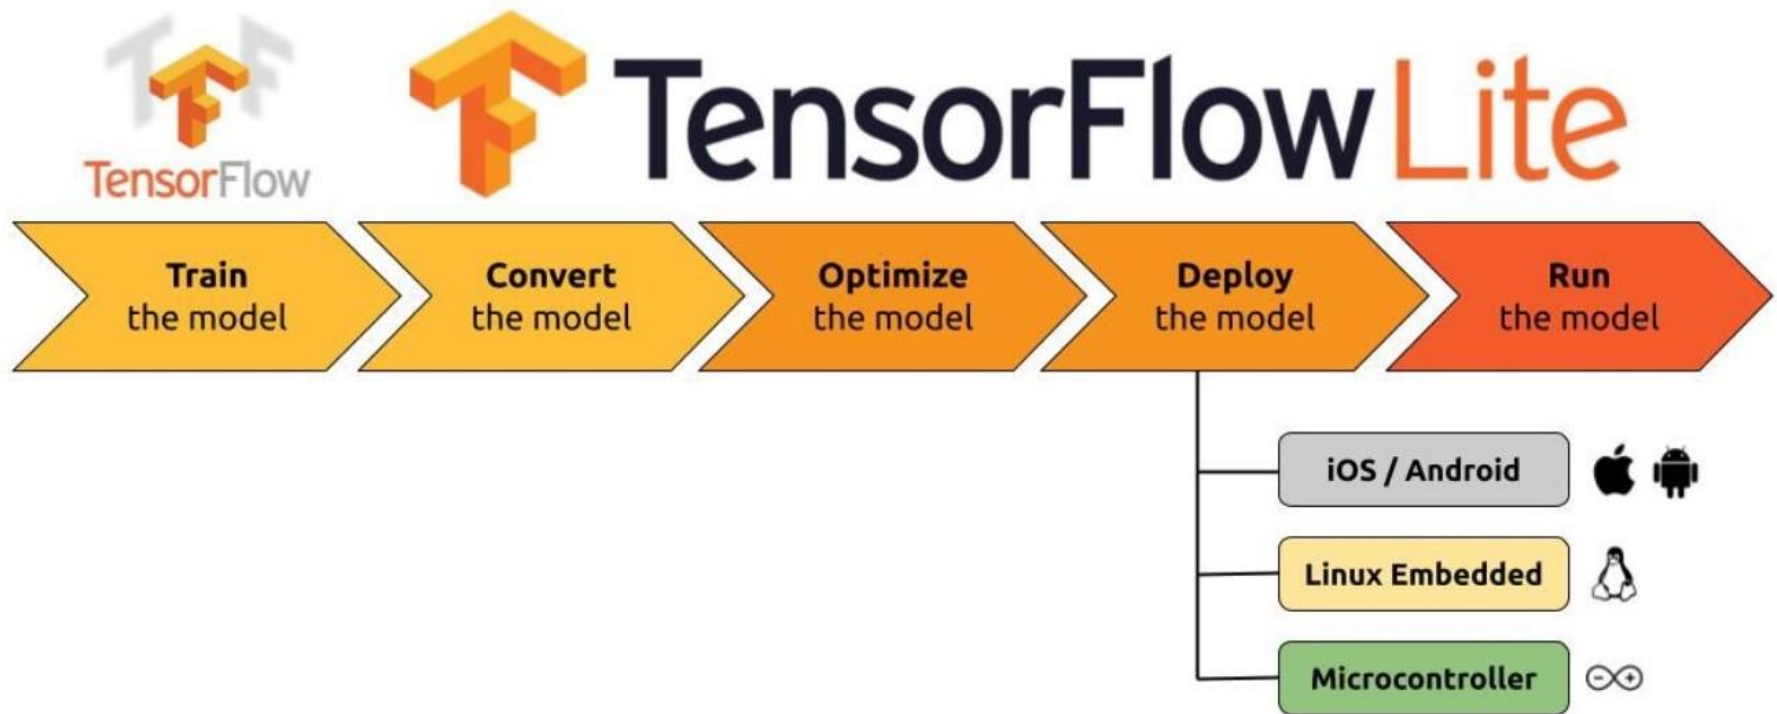 TensorFlow
TensorFlow Lite
Train
the model
Convert
the model
Optimize
the model
Deploy
the model
Run
the model
iOS / Android
Linux Embedded
Microcontroller